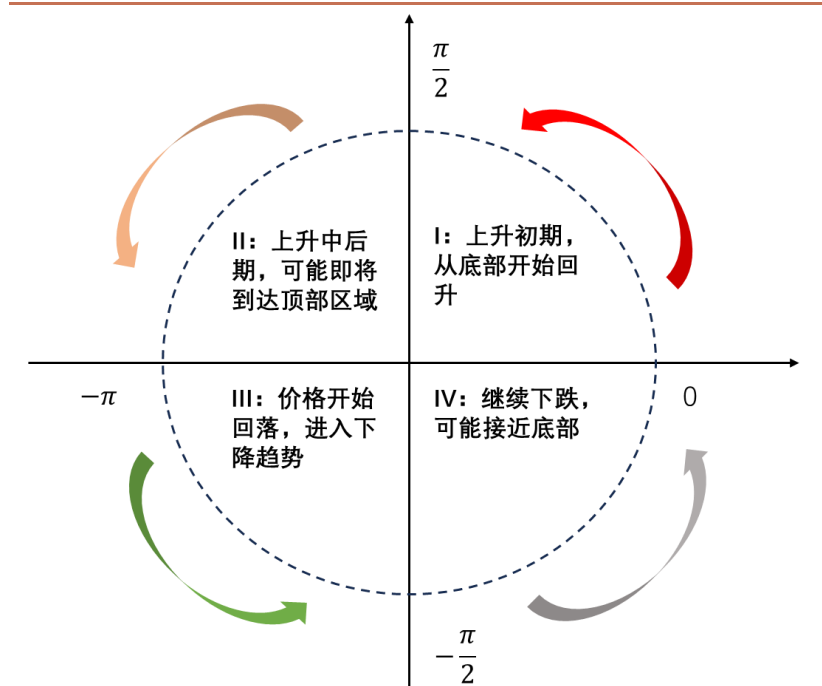 π/2
II：上升中后
期，可能即将
到达顶部区域
I：上升初期，
从底部开始回
升
−π
0
III：价格开始
回落，进入下
降趋势
IV：继续下跌，
可能接近底部
−π/2